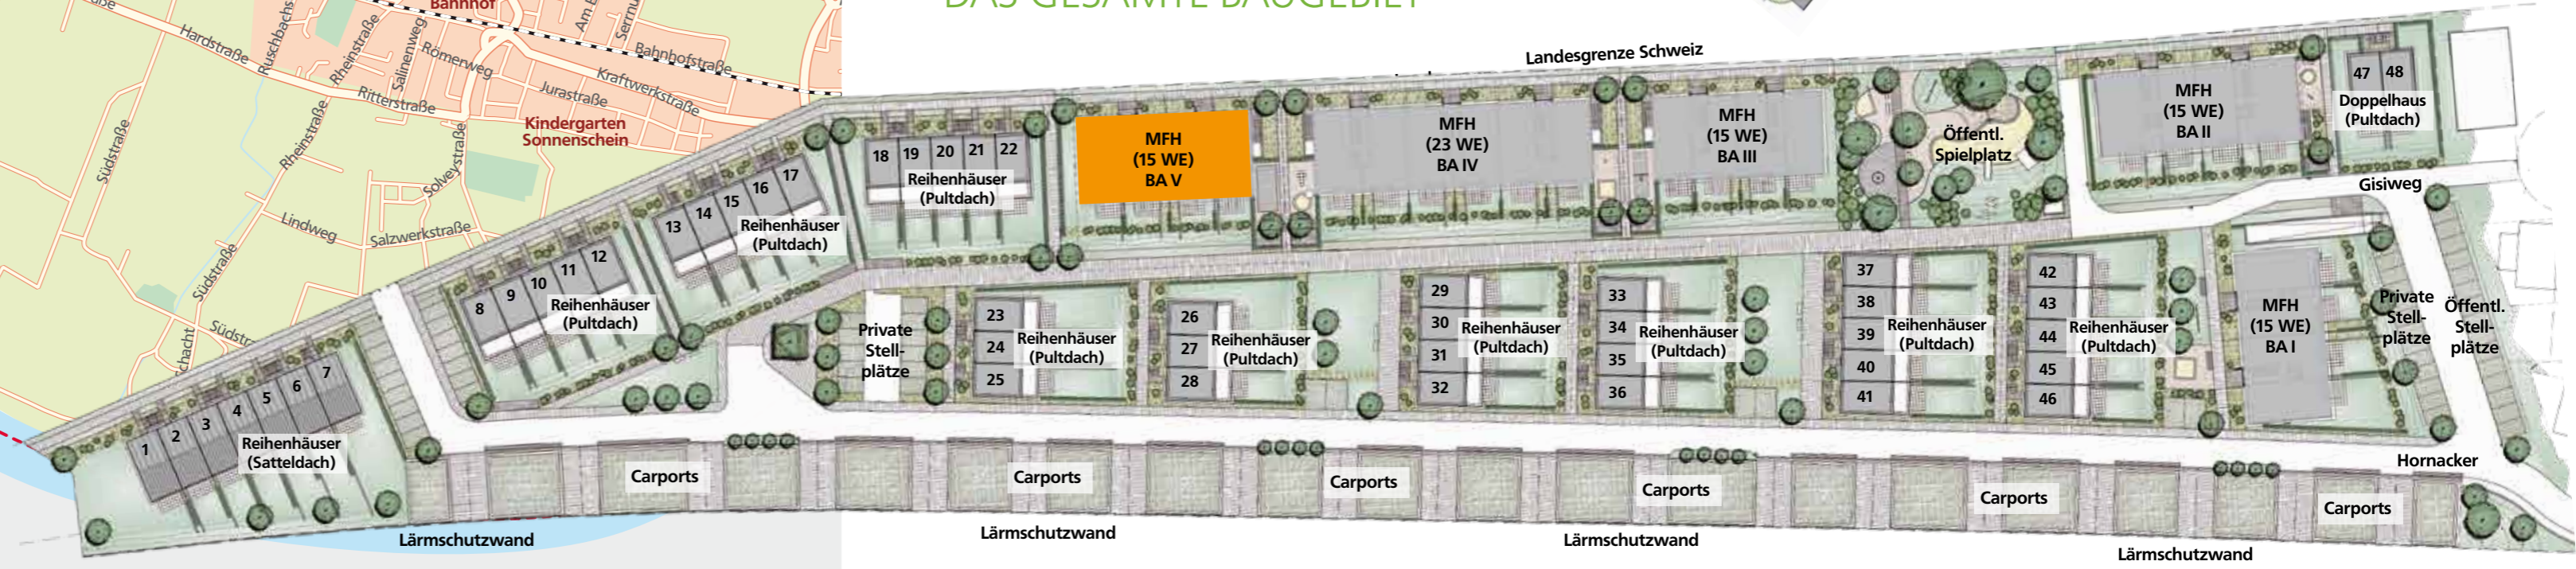 DAS GESAMTE BAUGEBIET
Bahnhof
Hardstraße
Rheinstraße
Salinenweg
Römerweg
Bahnhofstraße
Kraftwerkstraße
Jurastraße
Ritterstraße
Kindergarten
Sonnenschein
Südstraße
Rheinstraße
Solveystraße
Lindweg
Salzwerkstraße
Südstraße
Landesgrenze Schweiz
1
2
3
4
5
6
7
Reihenhäuser
(Satteldach)
8
9
10
11
12
Reihenhäuser
(Pultdach)
13
14
15
16
17
Reihenhäuser
(Pultdach)
18 19 20 21 22
Reihenhäuser
(Pultdach)
MFH
(15 WE)
BA V
MFH
(23 WE)
BA IV
MFH
(15 WE)
BA III
Öffentl.
Spielplatz
MFH
(15 WE)
BA II
47 48
Doppelhaus
(Pultdach)
Gisiweg
Private
Stell-
plätze
23
24
25
Reihenhäuser
(Pultdach)
26
27
28
Reihenhäuser
(Pultdach)
29
30
31
32
Reihenhäuser
(Pultdach)
33
34
35
36
Reihenhäuser
(Pultdach)
37
38
39
40
41
Reihenhäuser
(Pultdach)
42
43
44
45
46
Reihenhäuser
(Pultdach)
MFH
(15 WE)
BA I
Private
Stell-
plätze
Öffentl.
Stell-
plätze
Hornacker
Carports
Carports
Carports
Carports
Carports
Carports
Lärmschutzwand
Lärmschutzwand
Lärmschutzwand
Lärmschutzwand